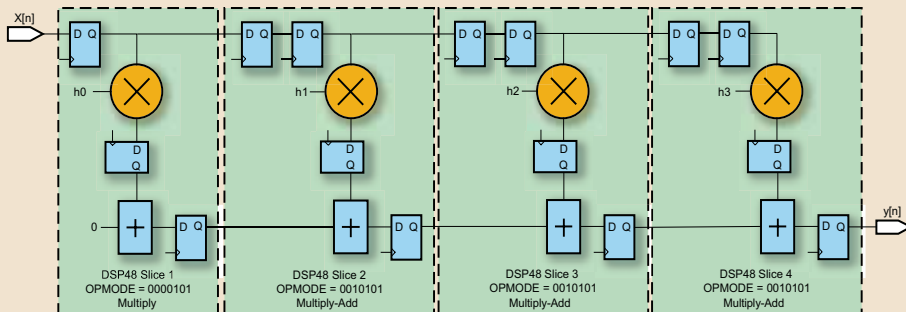 X[n]
D Q
D Q
D Q
D Q
D Q
D Q
D Q
h0
h1
h2
h3
D
Q
D
Q
D
Q
D
Q
0
+
D Q
+
D Q
+
D Q
+
D Q
y[n]
DSP48 Slice 1
OPMODE = 0000101
Multiply
DSP48 Slice 2
OPMODE = 0010101
Multiply-Add
DSP48 Slice 3
OPMODE = 0010101
Multiply-Add
DSP48 Slice 4
OPMODE = 0010101
Multiply-Add